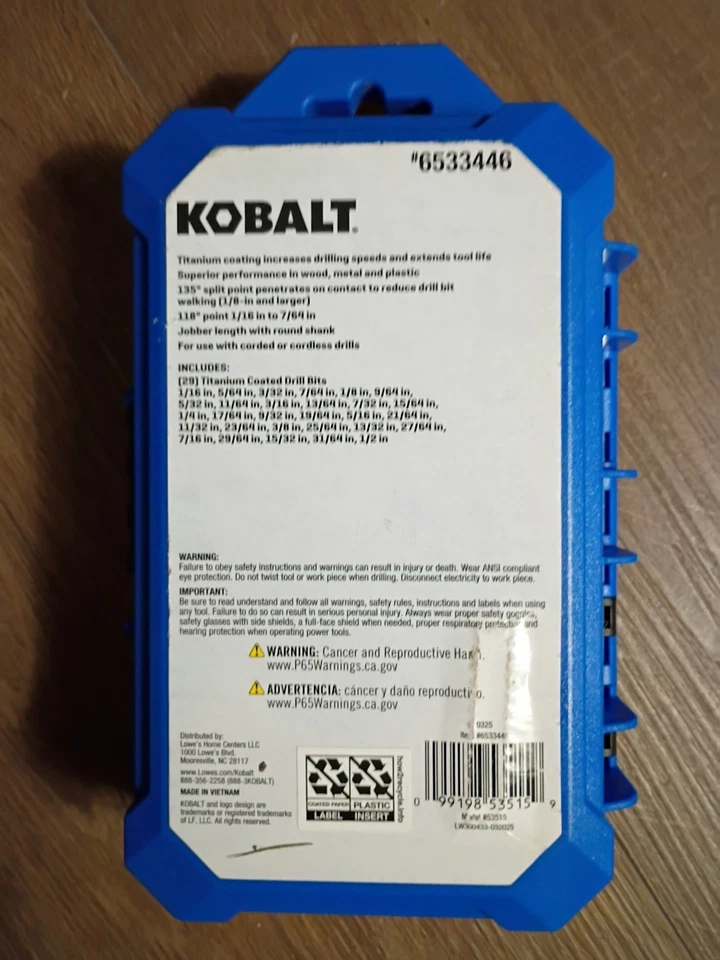 #6533446
KOBALT
Titanium coating increases drilling speeds and extends tool life
Superior performance in wood, metal and plastic
135° split point penetrates on contact to reduce drill bit
walking (1/8-in and larger)
118° point 1/16 in to 7/64 in
Jobber length with round shank
For use with corded or cordless drills
INCLUDES:
(29) Titanium Coated Drill Bits
1/16 in, 5/64 in, 3/32 in, 7/64 in, 1/8 in, 9/64 in,
5/32 in, 11/64 in, 3/16 in, 13/64 in, 7/32 in, 15/64 in,
1/4 in, 17/64 in, 9/32 in, 19/64 in, 5/16 in, 21/64 in,
11/32 in, 23/64 in, 3/8 in, 25/64 in, 13/32 in, 27/64 in,
7/16 in, 29/64 in, 15/32 in, 31/64 in, 1/2 in
WARNING:
Failure to obey safety instructions and warnings can result in injury or death. Wear ANSI compliant
eye protection. Do not twist tool or work piece when drilling. Disconnect electricity to work piece.
IMPORTANT:
Be sure to read understand and follow all warnings, safety rules, instructions and labels when using
any tool. Failure to do so can result in serious personal injury. Always wear proper safety goggles,
safety glasses with side shields, a full-face shield when needed, proper respiratory protection and
hearing protection when operating power tools.
WARNING: Cancer and Reproductive Harm.
www.P65Warnings.ca.gov
ADVERTENCIA: cáncer y daño reproductivo.
www.P65Warnings.ca.gov
0325
#653344
Distributed by:
Lowe's Home Centers LLC
1000 Lowe's Blvd.
Mooresville, NC 28117
www.Lowes.com/Kobalt
888-356-2258 (888-3KOBALT)
MADE IN VIETNAM
KOBALT and logo design are
trademarks or registered trademarks
of LF, LLC. All rights reserved.
COATED PAPER PLASTIC
LABEL INSERT
how2recycle.info
0 99198 53515 9
#53515
LW300433-032025